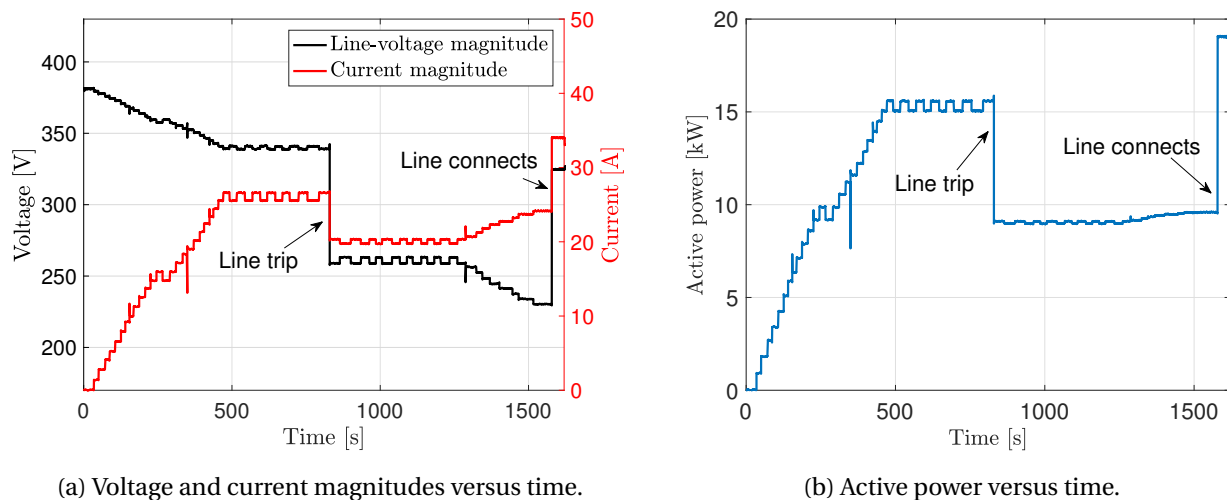 50
400
350
300
250
200
Voltage [V]
40
30
20
10
0
Current [A]
Line-voltage magnitude
Current magnitude
Line connects
Line trip
0
500
1000
1500
Time [s]
20
15
10
5
0
Active power [kW]
Line trip
Line connects
0
500
1000
1500
Time [s]
(a) Voltage and current magnitudes versus time.
(b) Active power versus time.